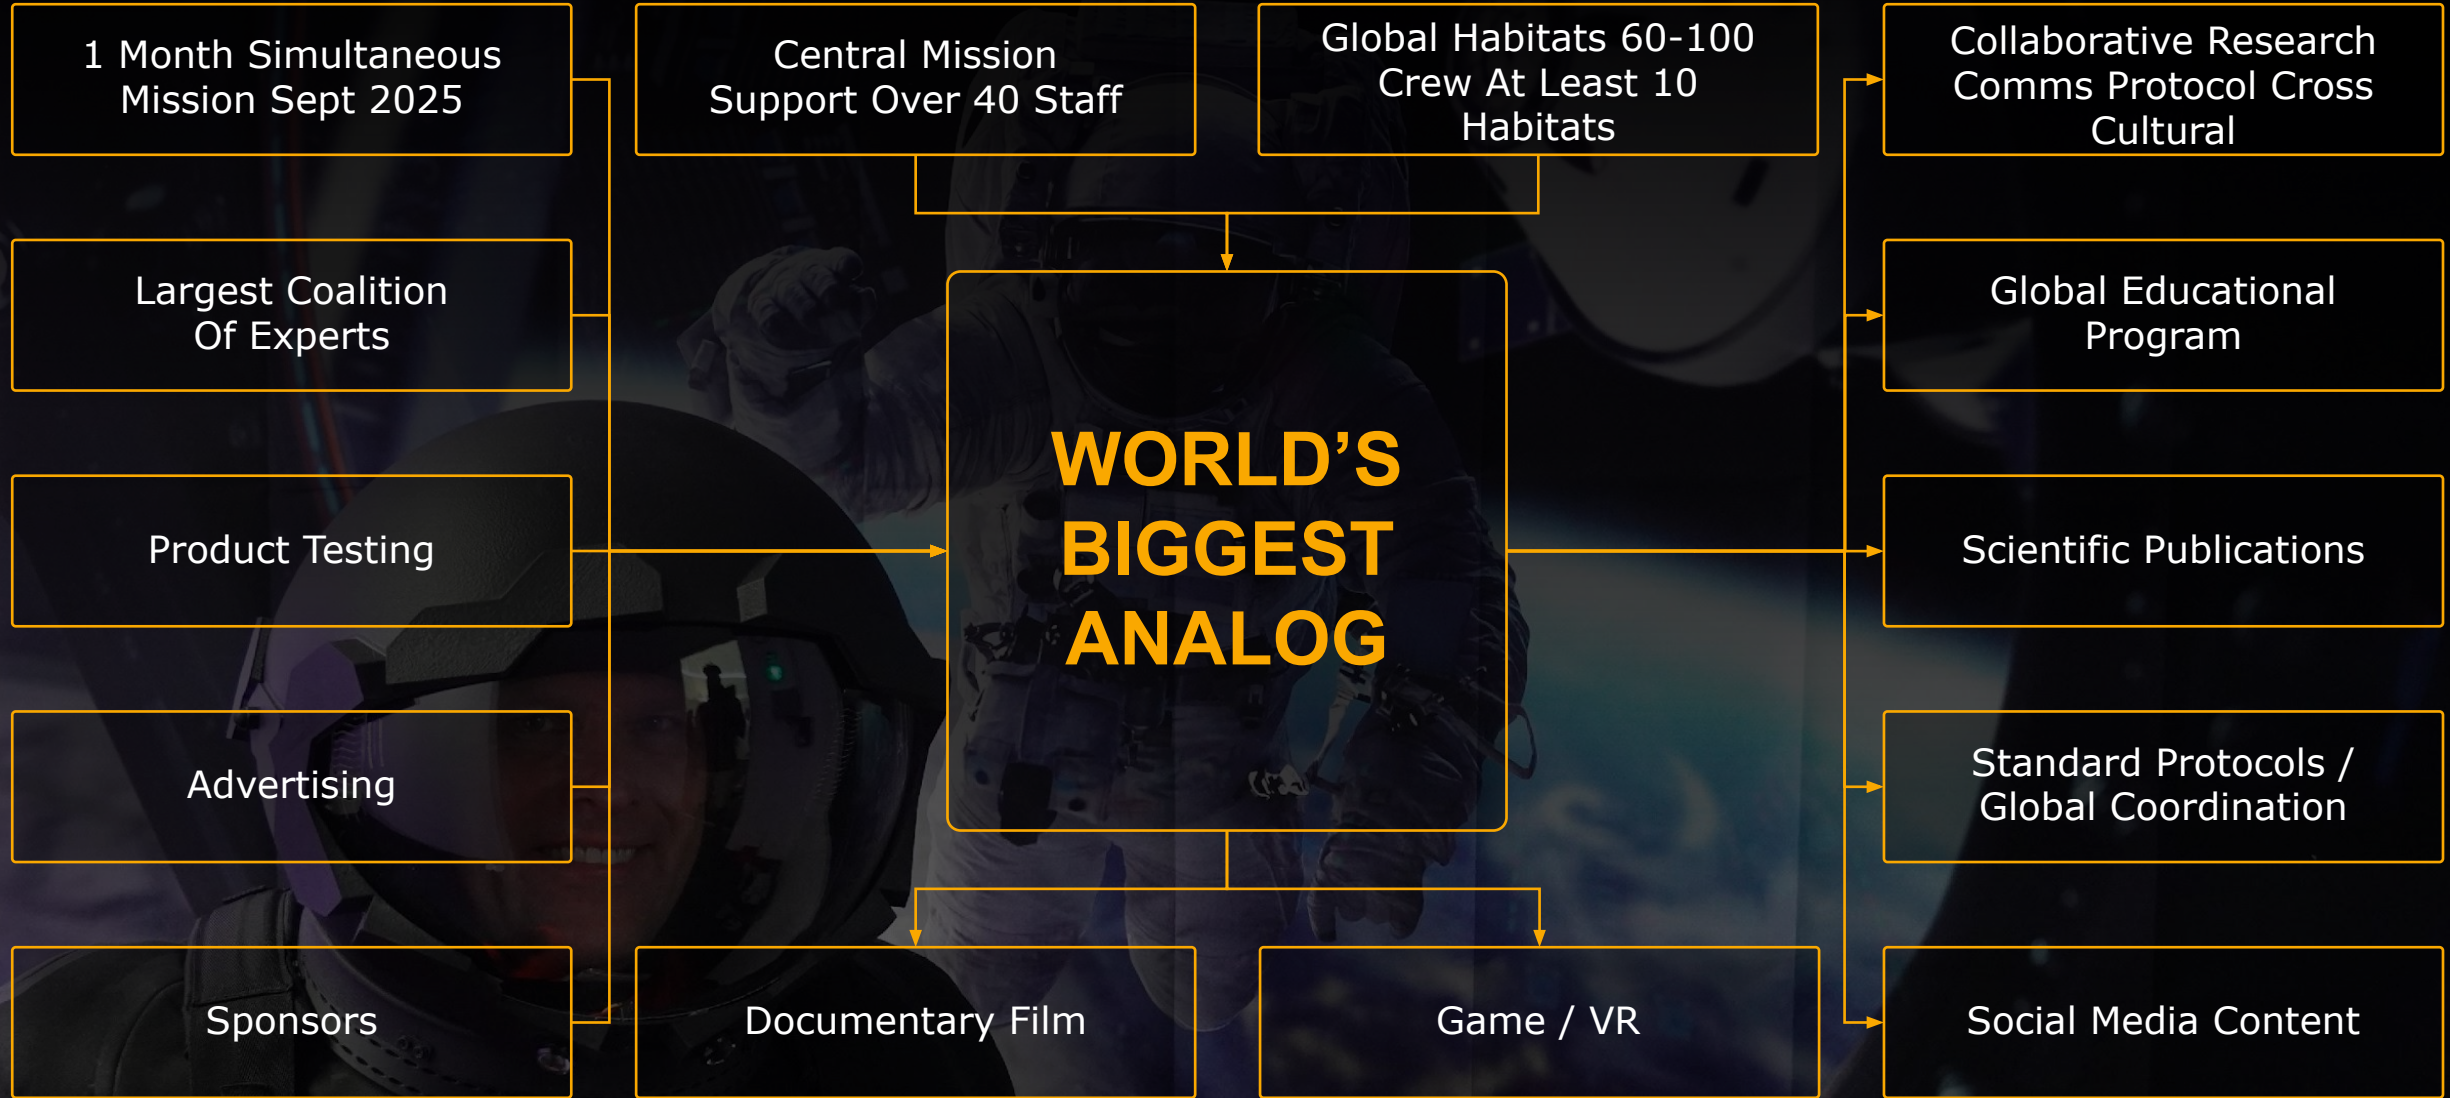 1 Month Simultaneous
Mission Sept 2025
Central Mission
Support Over 40 Staff
Global Habitats 60-100
Crew At Least 10
Habitats
Collaborative Research
Comms Protocol Cross
Cultural
Largest Coalition
Of Experts
Global Educational
Program
WORLD’S
BIGGEST
ANALOG
Product Testing
Scientific Publications
Advertising
Standard Protocols /
Global Coordination
Sponsors
Documentary Film
Game / VR
Social Media Content